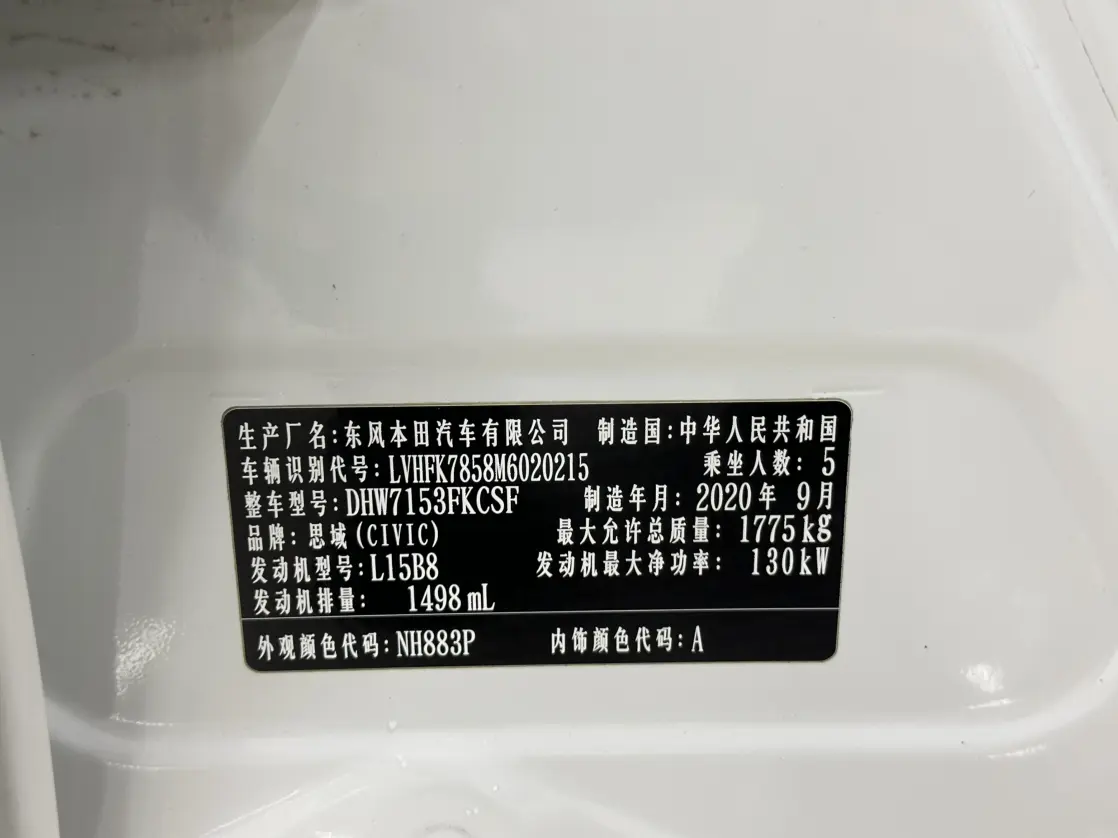 生产厂名:东风本田汽车有限公司 制造国:中华人民共和国
车辆识别代号:LVHFK7858M6020215 乘坐人数: 5
整车型号:DHW7153FKCSF 制造年月: 2020年 9月
品牌: 思域(CIVIC) 最大允许总质量: 1775kg
发动机型号:L15B8 发动机最大净功率: 130kW
发动机排量: 1498mL
外观颜色代码:NH883P 内饰颜色代码:A